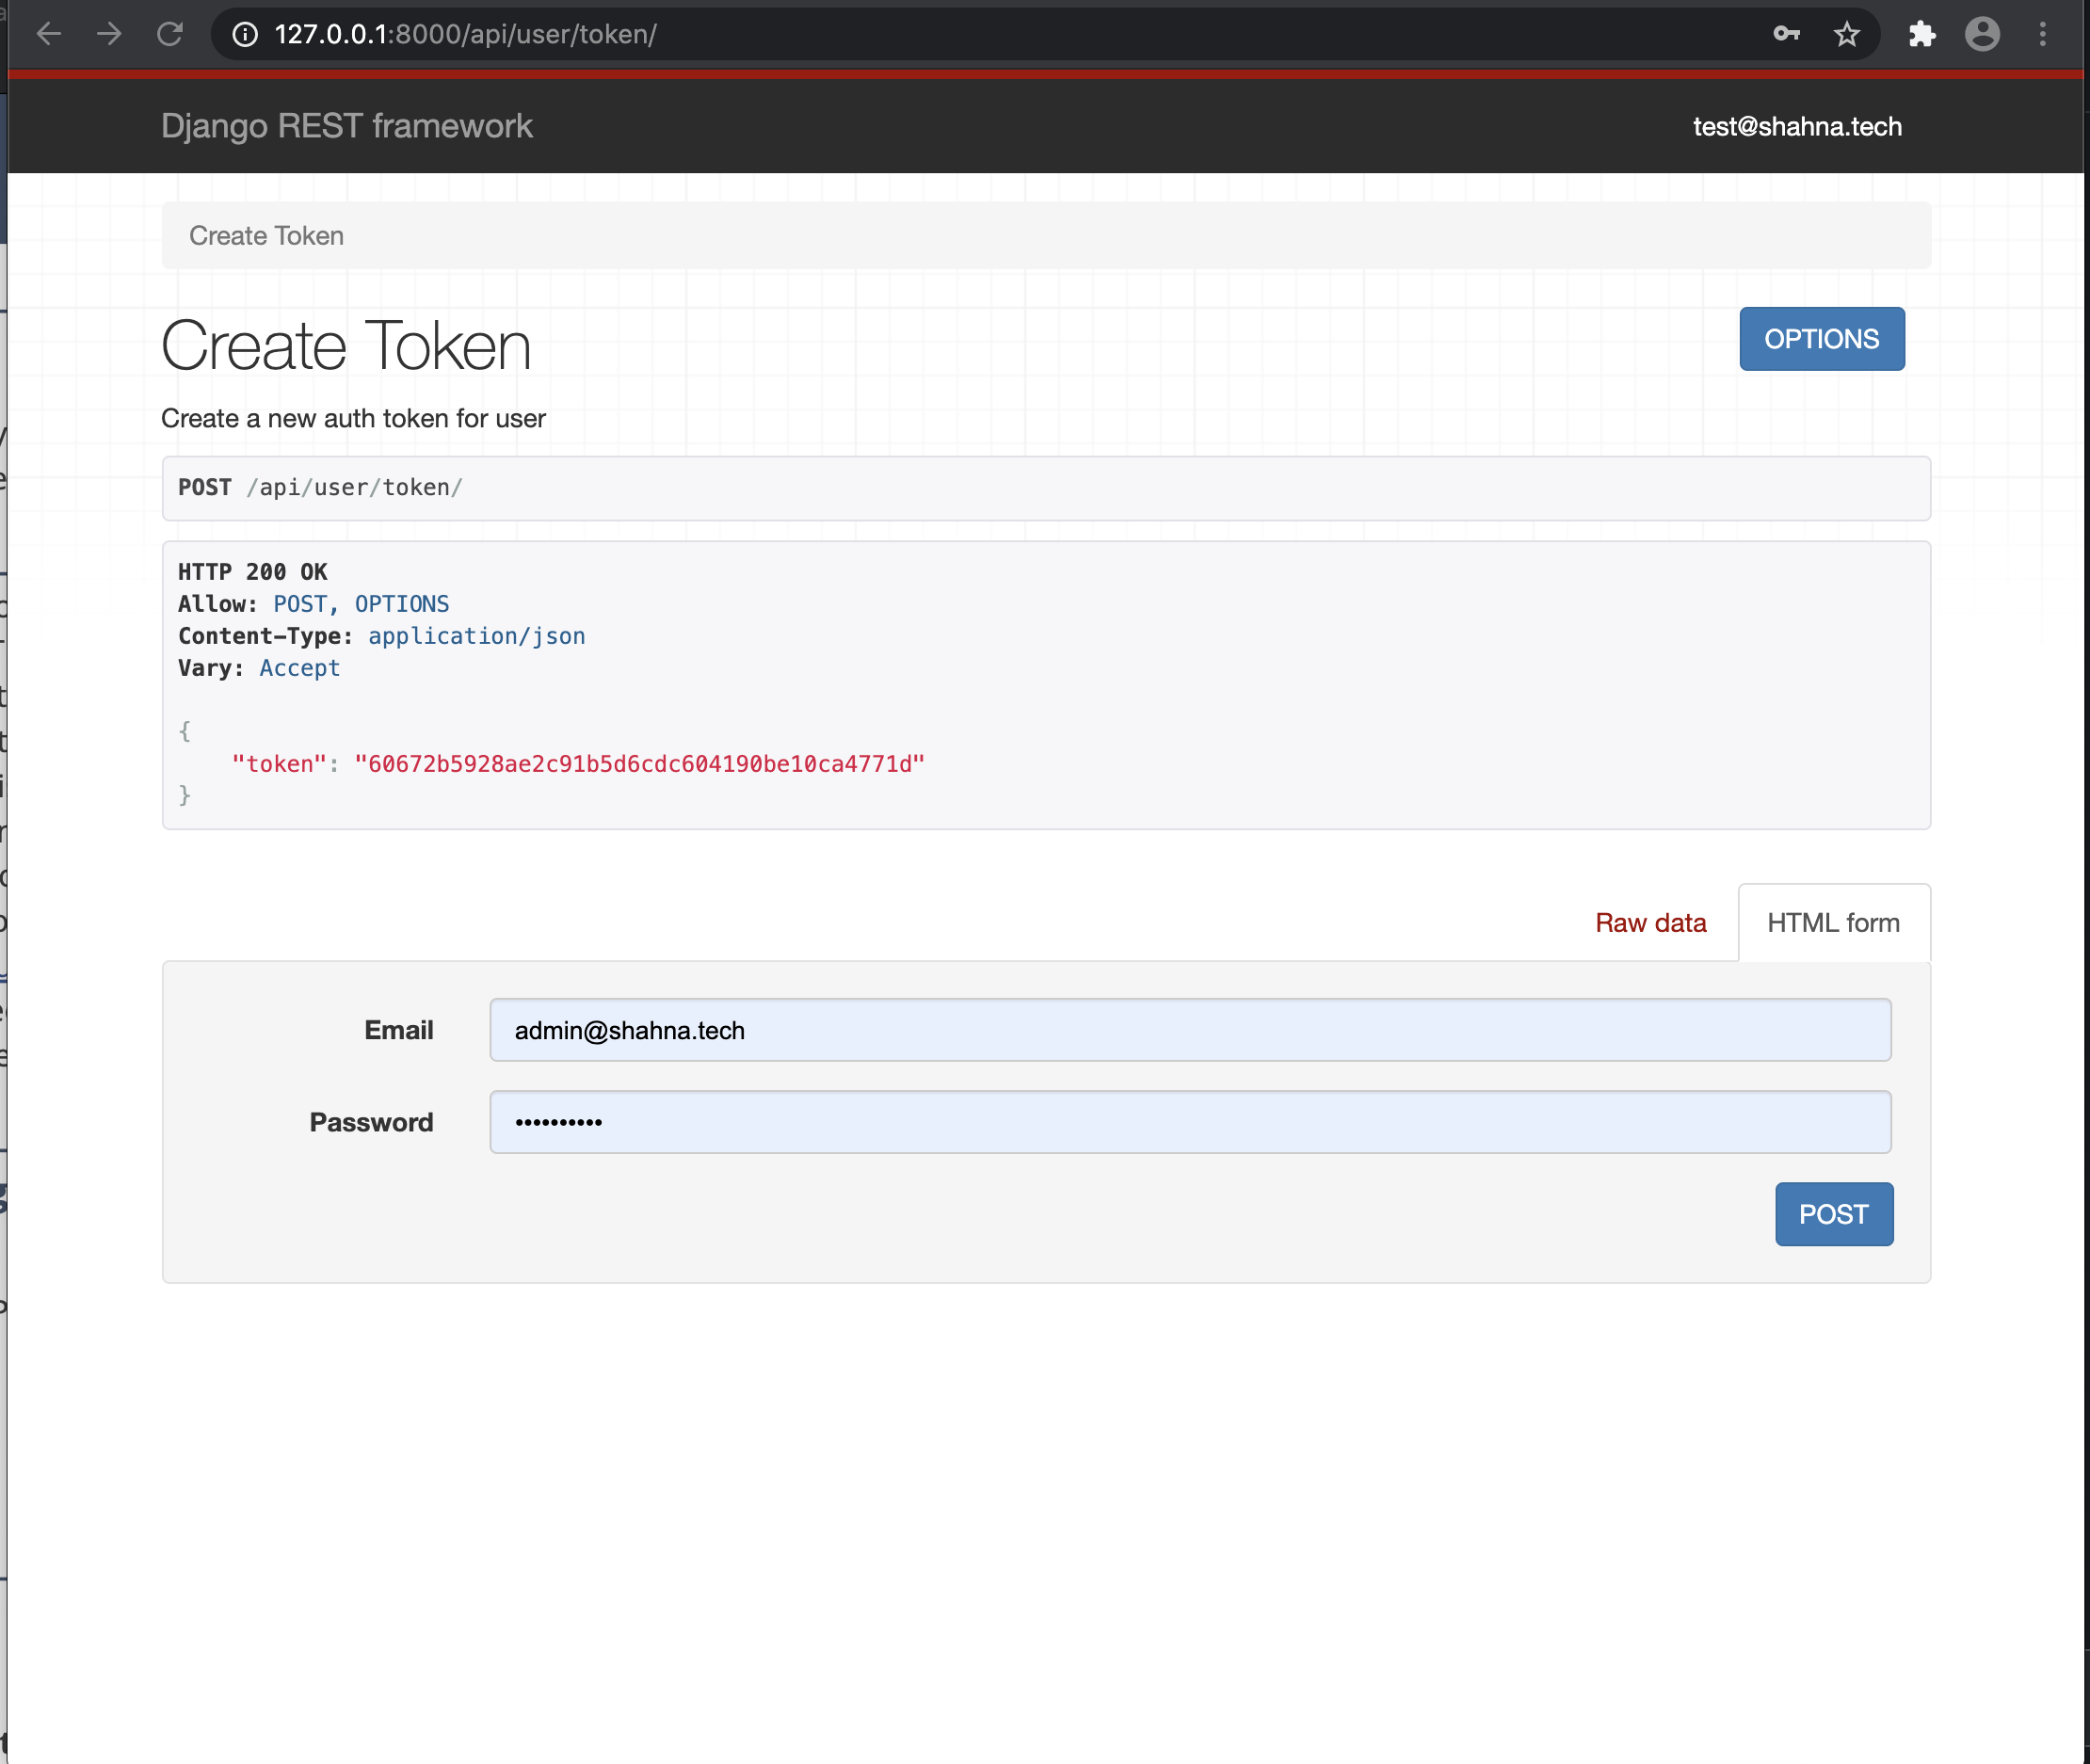 127.0.0.1:8000/api/user/token/
Django REST framework
test@shahna.tech
Create Token
Create Token
OPTIONS
Create a new auth token for user
POST /api/user/token/
HTTP 200 OK
Allow: POST, OPTIONS
Content-Type: application/json
Vary: Accept
{
"token": "60672b5928ae2c91b5d6cdc604190be10ca4771d"
}
Raw data
HTML form
Email
admin@shahna.tech
Password
••••••••••
POST